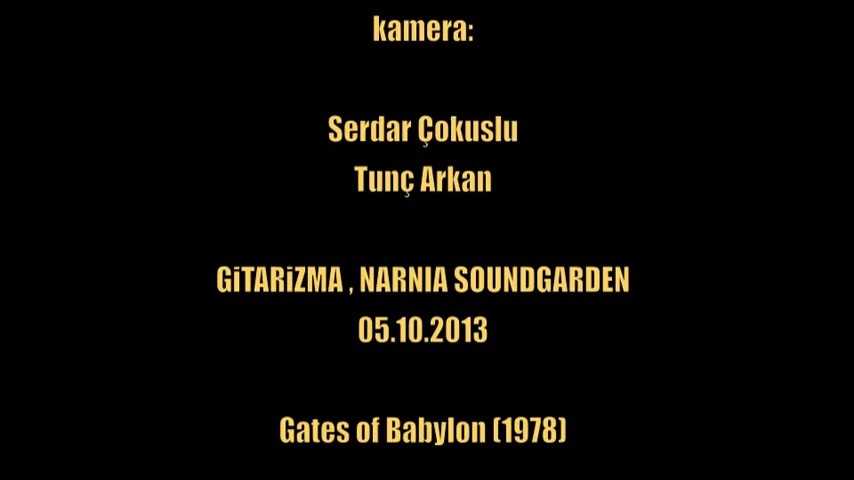 kamera:
Serdar Çokuslu
Tunç Arkan
GiTARiZMA , NARNIA SOUNDGARDEN
05.10.2013
Gates of Babylon (1978)